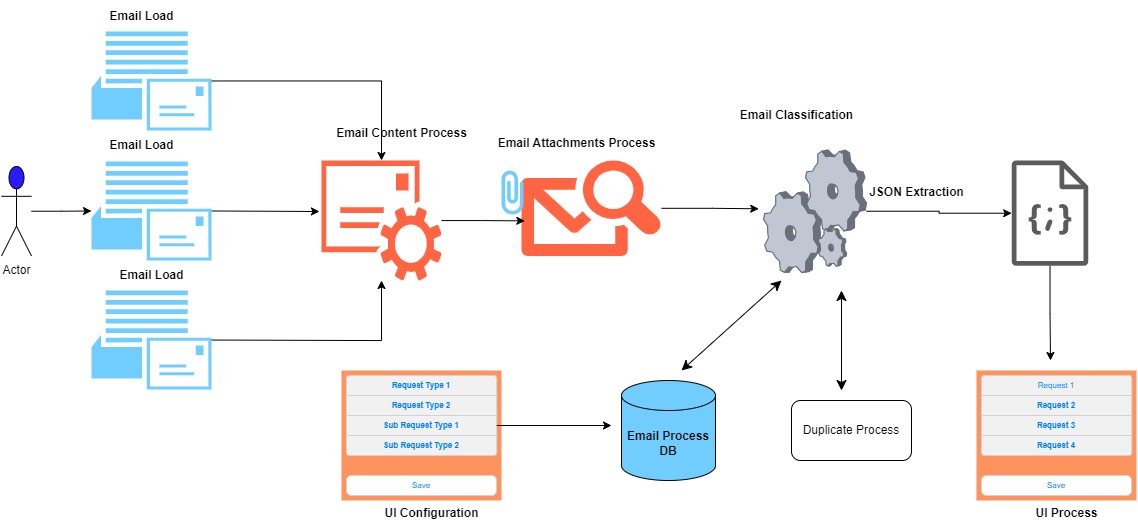 Email Load
Email Load
Email Load
Actor
Email Content Process
Email Attachments Process
Email Classification
JSON Extraction
{;}
Request Type 1
Request Type 2
Sub Request Type 1
Sub Request Type 2
Save
UI Configuration
Email Process
DB
Duplicate Process
Request 1
Request 2
Request 3
Request 4
Save
UI Process